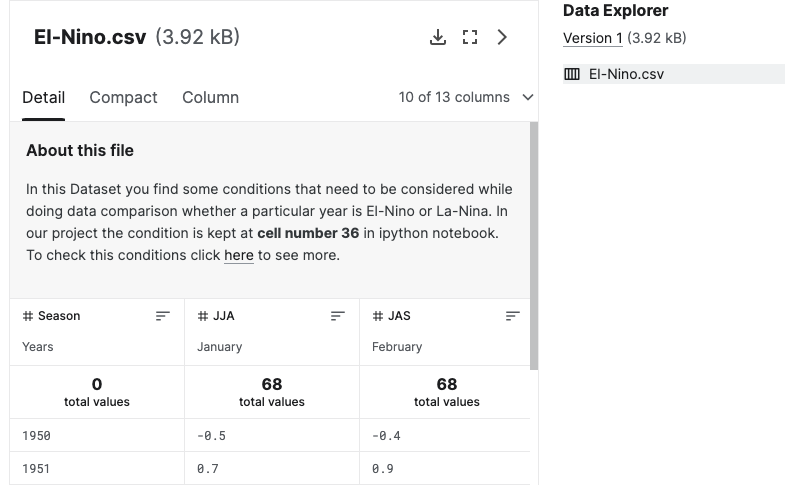 El-Nino.csv (3.92 kB)
Detail Compact Column 10 of 13 columns
About this file
In this Dataset you find some conditions that need to be considered while
doing data comparison whether a particular year is El-Nino or La-Nina. In
our project the condition is kept at cell number 36 in ipython notebook.
To check this conditions click here to see more.
# Season # JJA # JAS
Years January February
0 68 68
total values total values total values
1950 -0.5 -0.4
1951 0.7 0.9
Data Explorer
Version 1 (3.92 kB)
El-Nino.csv